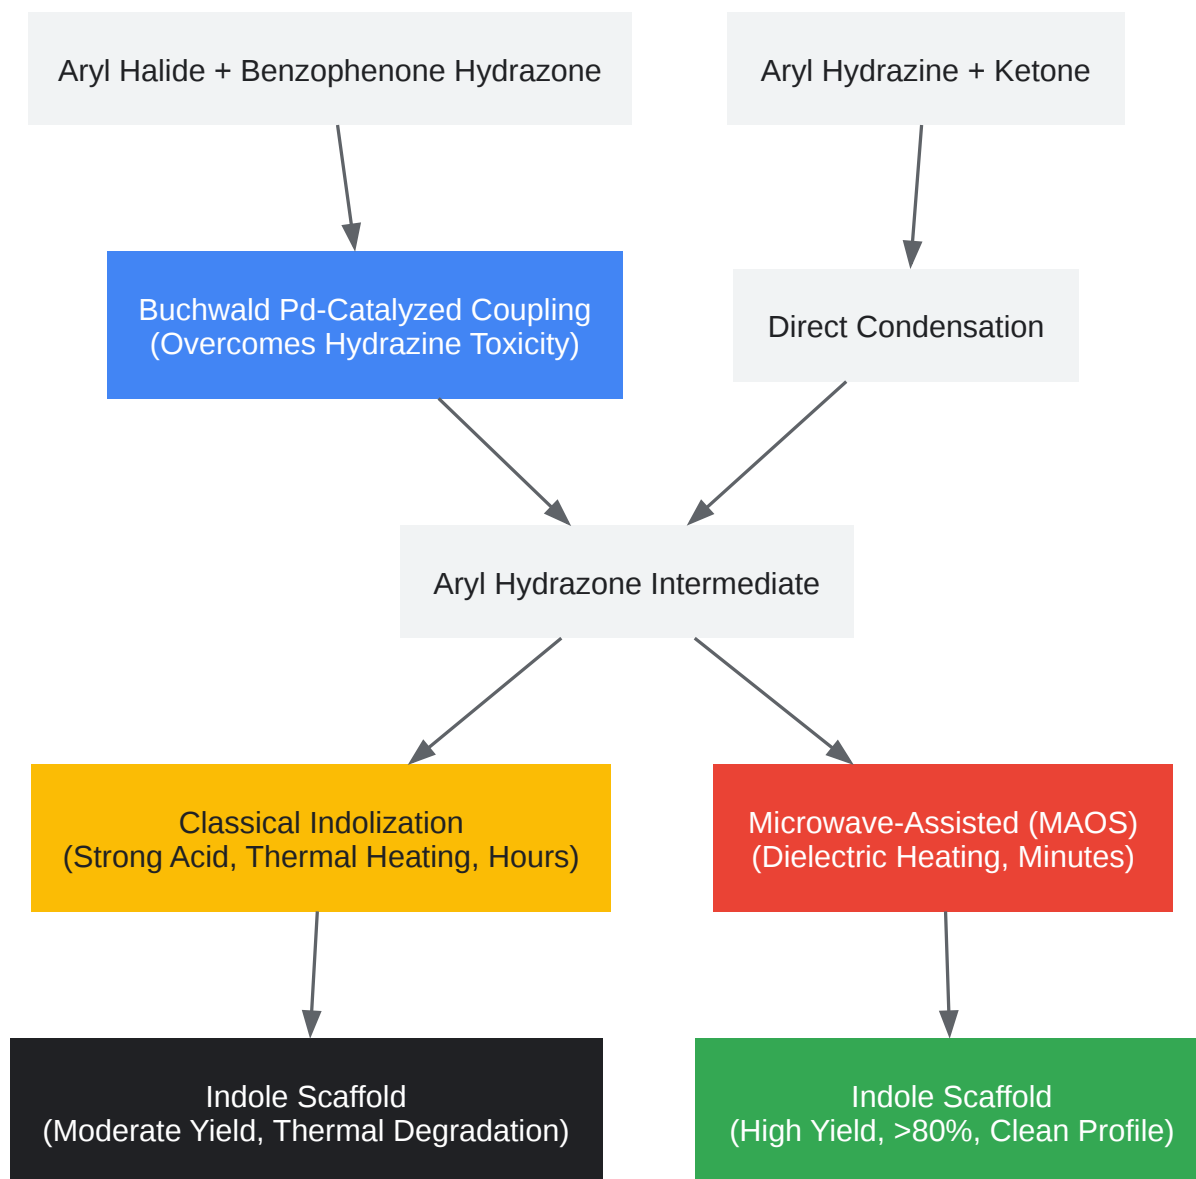 Aryl Halide + Benzophenone Hydrazone
Aryl Hydrazine + Ketone
Buchwald Pd-Catalyzed Coupling
(Overcomes Hydrazine Toxicity)
Direct Condensation
Aryl Hydrazone Intermediate
Classical Indolization
(Strong Acid, Thermal Heating, Hours)
Microwave-Assisted (MAOS)
(Dielectric Heating, Minutes)
Indole Scaffold
(Moderate Yield, Thermal Degradation)
Indole Scaffold
(High Yield, >80%, Clean Profile)